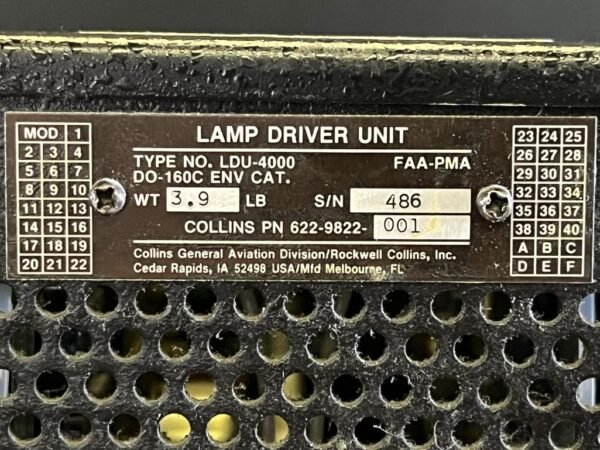 MOD. 1
2 3 4
5 6 7
8 9 10
11 12 13
14 15 16
17 18 19
20 21 22
LAMP DRIVER UNIT
TYPE NO. LDU-4000 FAA-PMA
DO-160C ENV CAT.
WT 3.9 LB S/N 486
COLLINS PN 622-9822- 001
Collins General Aviation Division/Rockwell Collins, Inc.
Cedar Rapids, IA 52498 USA/Mfd Melbourne, FL
23 24 25
26 27 28
29 30 31
32 33 34
35 36 37
38 39 40
A B C
D E F